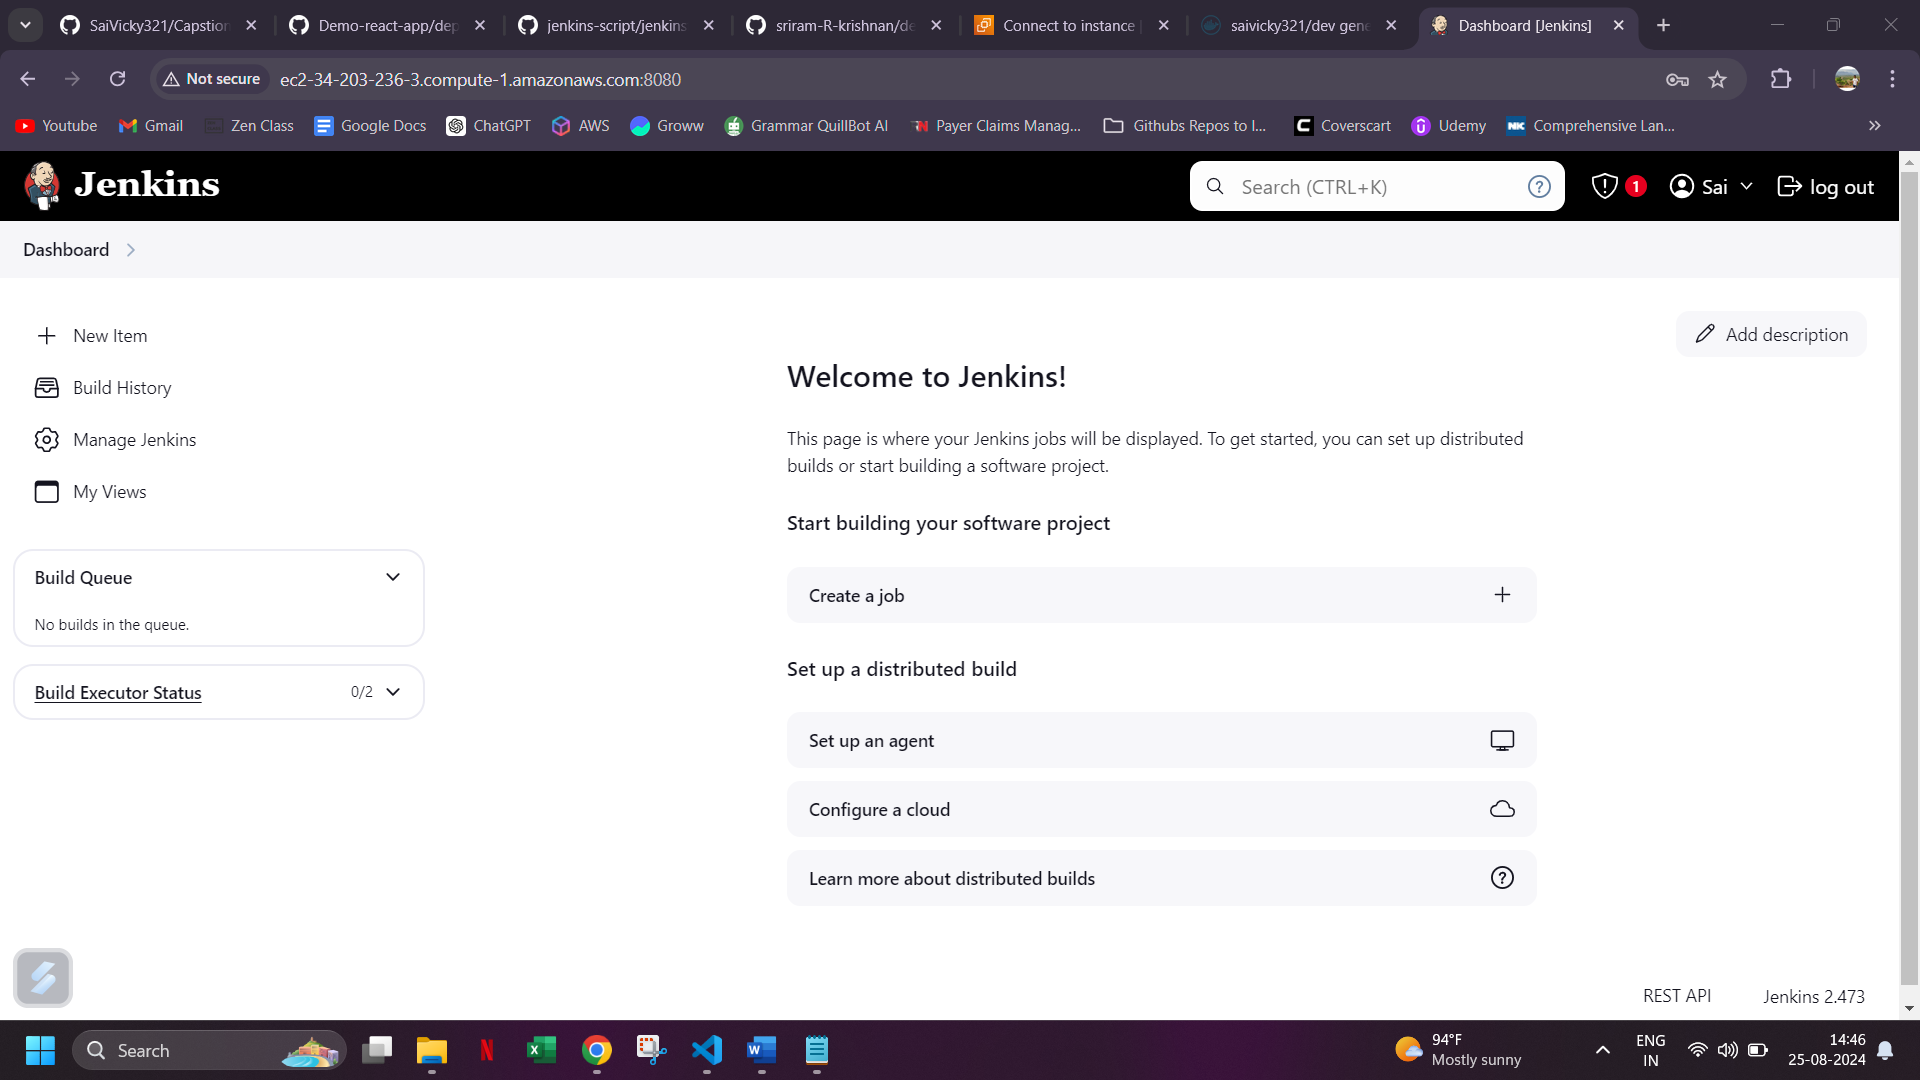 SaiVicky321/Capstion
Demo-react-app/dep
jenkins-script/jenkins
sriram-R-krishnan/de
Connect to instance
saivicky321/dev gene
Dashboard [Jenkins]
Not secure
ec2-34-203-236-3.compute-1.amazonaws.com:8080
Youtube
Gmail
Zen Class
Google Docs
ChatGPT
AWS
Groww
Grammar QuillBot AI
Payer Claims Manag...
Githubs Repos to l...
Coverscart
Udemy
NK
Comprehensive Lan...
Jenkins
Search (CTRL+K)
1
Sai
log out
Dashboard
New Item
Build History
Manage Jenkins
My Views
Build Queue
No builds in the queue.
Build Executor Status
0/2
Add description
Welcome to Jenkins!
This page is where your Jenkins jobs will be displayed. To get started, you can set up distributed
builds or start building a software project.
Start building your software project
Create a job
Set up a distributed build
Set up an agent
Configure a cloud
Learn more about distributed builds
REST API
Jenkins 2.473
Search
94°F
Mostly sunny
ENG
IN
14:46
25-08-2024